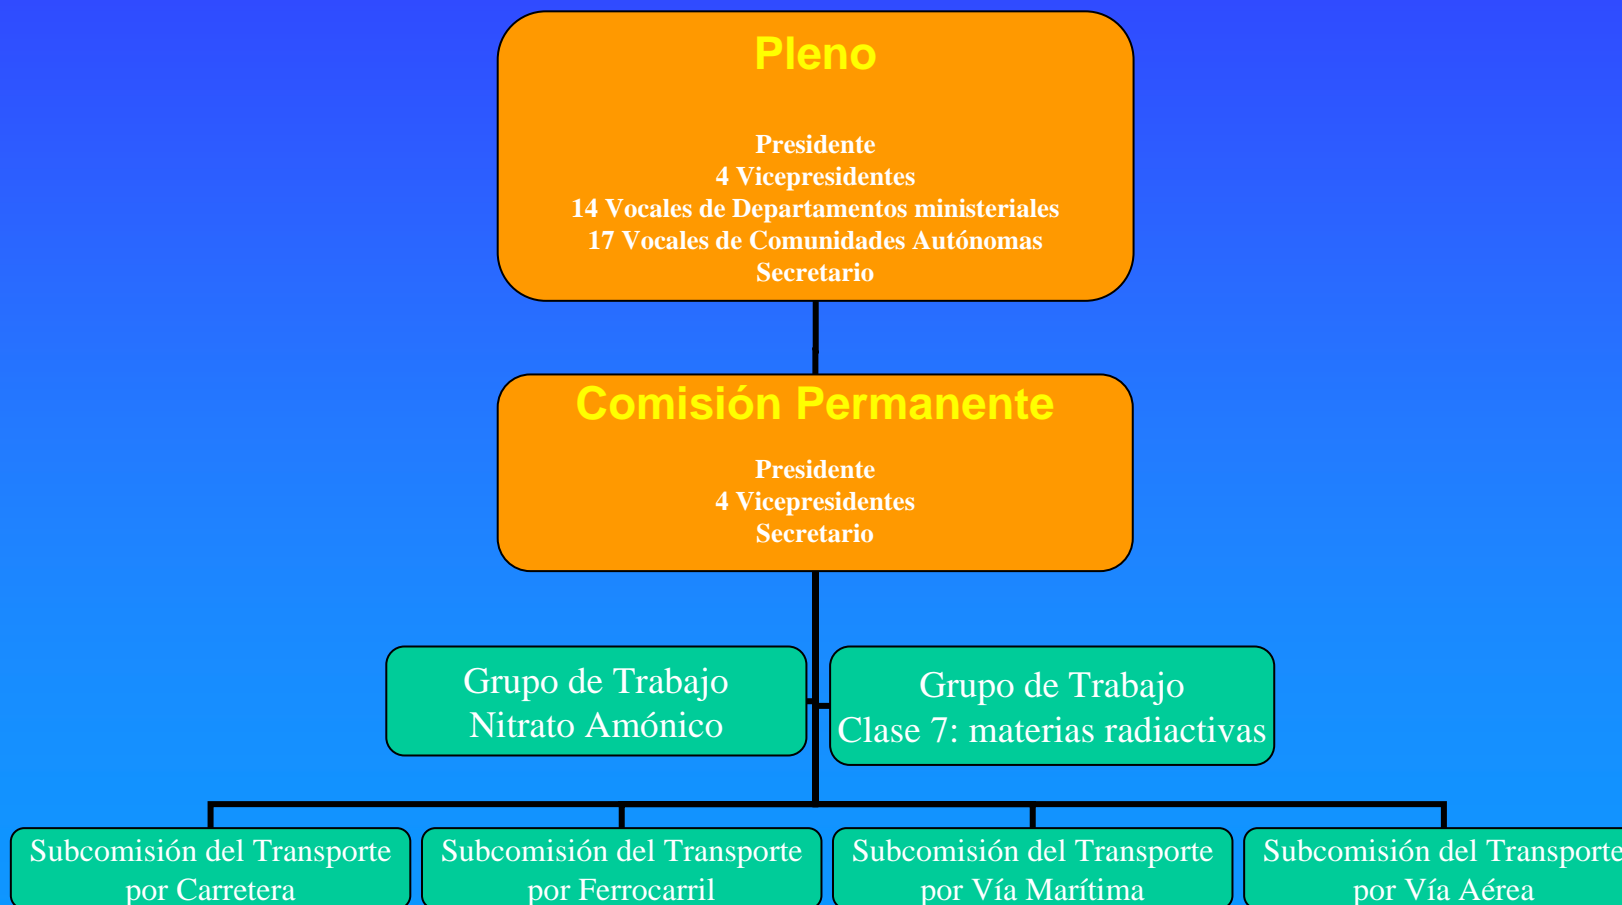 Pleno
Presidente
4 Vicepresidentes
14 Vocales de Departamentos ministeriales
17 Vocales de Comunidades Autónomas
Secretario
Comisión Permanente
Presidente
4 Vicepresidentes
Secretario
Grupo de Trabajo
Nitrato Amónico
Grupo de Trabajo
Clase 7: materias radiactivas
Subcomisión del Transporte
por Carretera
Subcomisión del Transporte
por Ferrocarril
Subcomisión del Transporte
por Vía Marítima
Subcomisión del Transporte
por Vía Aérea